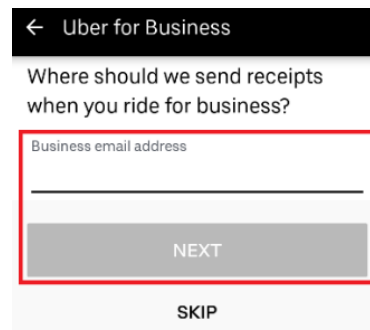 Uber for Business
Where should we send receipts
when you ride for business?
Business email address
NEXT
SKIP